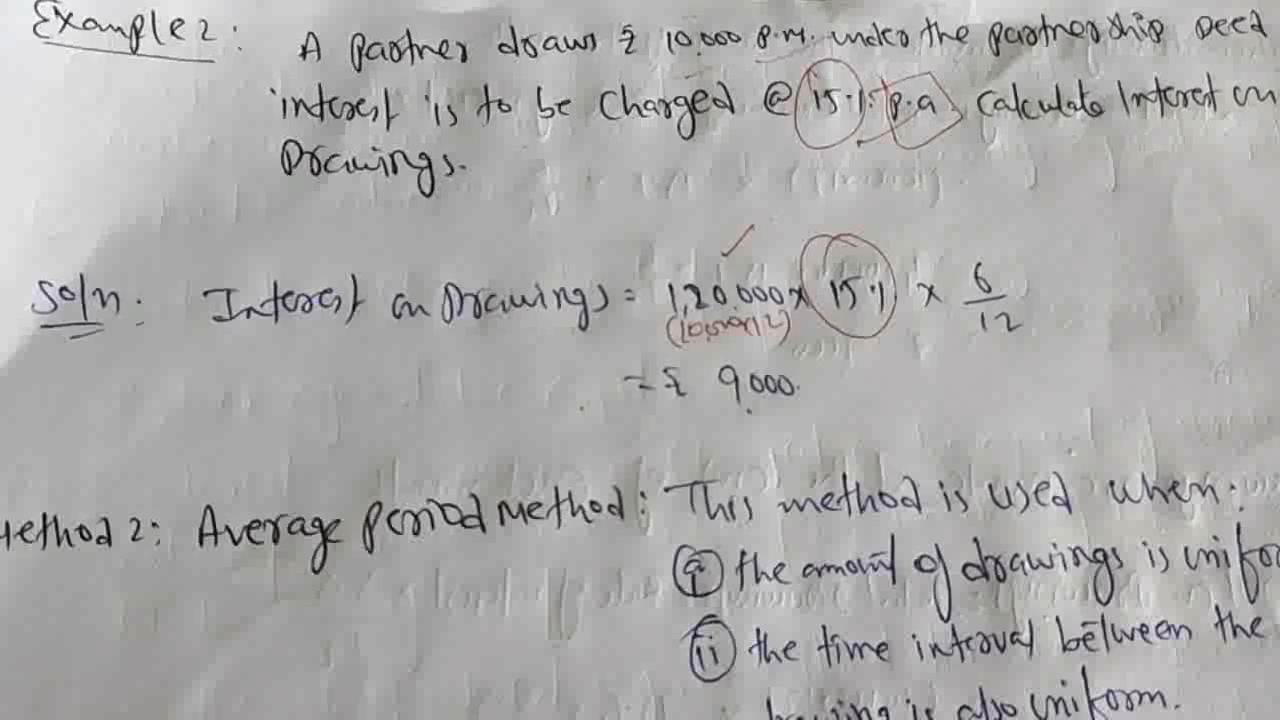 Example 2: A partner draws ₹ 10,000 p.m. under the partnership Deed
interest is to be charged @ 15% p.a calculate Interest on
Drawings.
Soln: Interest on Drawings = 1,20,000 x 15% x 6/12
(10,000x12)
= ₹ 9,000.
Method 2: Average period Method: This method is used when:
(i) the amount of drawings is unifor
(ii) the time interval between the
drawing is also uniform.